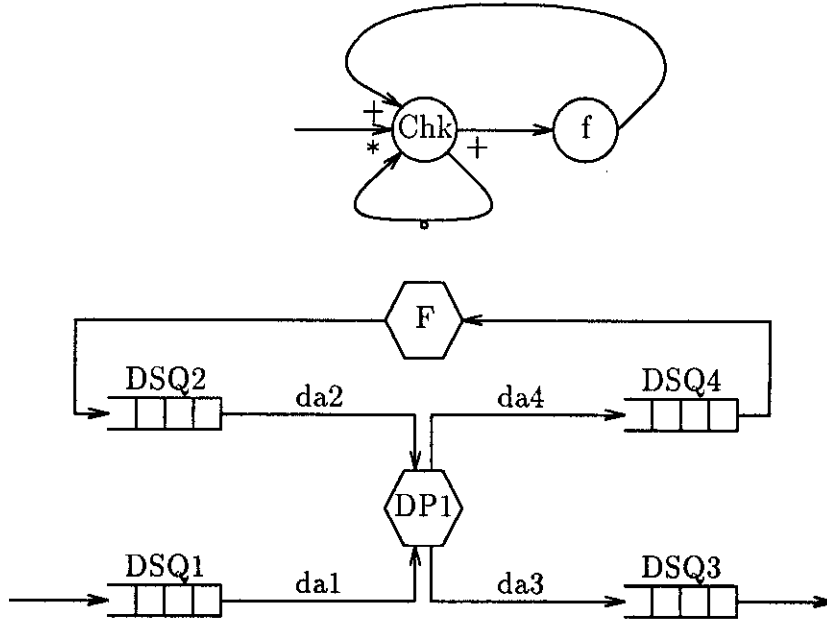 +
Chk
f
*
+
F
DSQ2
da2
da4
DSQ4
DP1
DSQ1
da1
da3
DSQ3